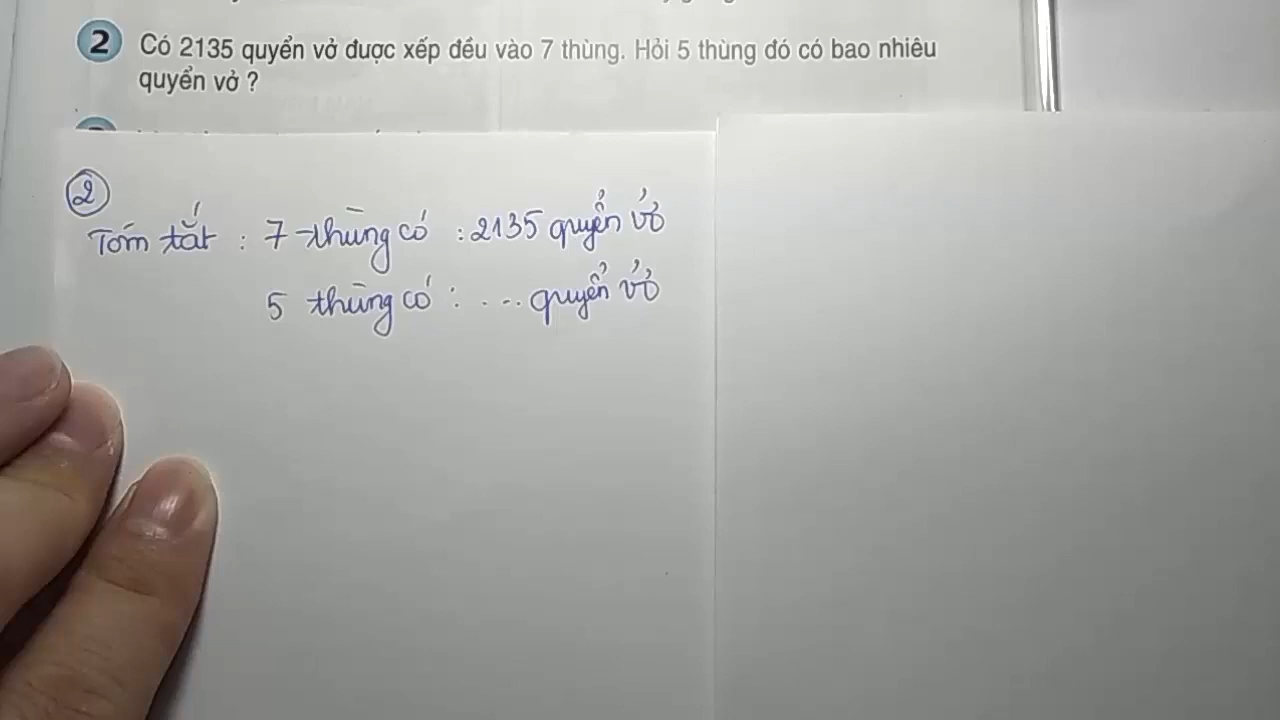 2 Có 2135 quyển vở được xếp đều vào 7 thùng. Hỏi 5 thùng đó có bao nhiêu
quyển vở ?
2
Tóm tắt : 7 thùng có : 2135 quyển vở
5 thùng có : ... quyển vở